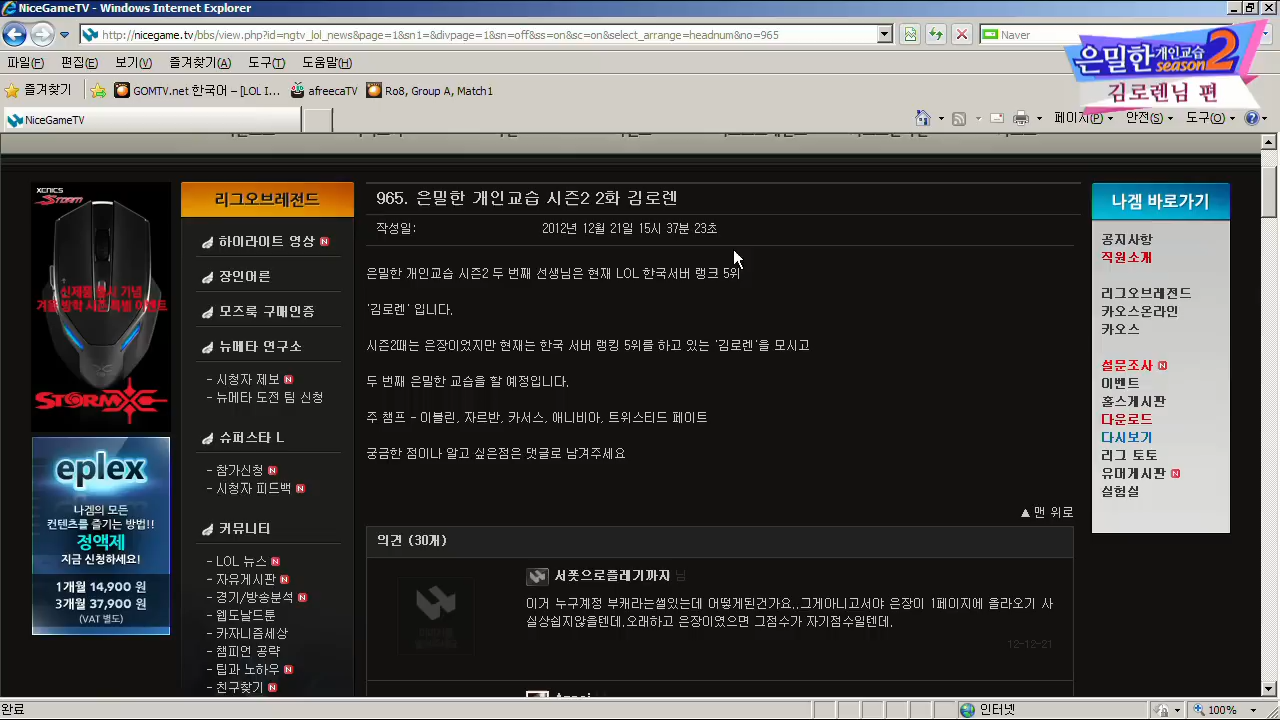 NiceGameTV - Windows Internet Explorer
http://nicegame.tv/bbs/view.php?id=ngtv_lol_news&page=1&sn1=&divpage=1&sn=off&ss=on&sc=on&select_arrange=headnum&no=965
Naver
은밀한 개인교습 season 2
김로렌님 편
파일(F) 편집(E) 보기(V) 즐겨찾기(A) 도구(T) 도움말(H)
즐겨찾기 GOMTV.net 한국어 – [LOL I... afreecaTV Ro8, Group A, Match1
NiceGameTV
페이지(P) 안전(S) 도구(O)
XENICS
STORM
신제품 출시 기념
겨울 방학 시즌 특별 이벤트
STORMX
eplex
나겜의 모든
컨텐츠를 즐기는 방법!!
정액제
지금 신청하세요!
1개월 14,900 원
3개월 37,900 원
(VAT 별도)
리그오브레전드
하이라이트 영상 N
장인어른
모즈룩 구매인증
뉴메타 연구소
- 시청자 제보 N
- 뉴메타 도전 팀 신청
슈퍼스타 L
- 참가신청 N
- 시청자 피드백 N
커뮤니티
- LOL 뉴스 N
- 자유게시판 N
- 경기/방송분석 N
- 웹도날드툰
- 카자니즘세상
- 챔피언 공략
- 팁과 노하우 N
- 친구찾기 N
965. 은밀한 개인교습 시즌2 2화 김로렌
작성일: 2012년 12월 21일 15시 37분 23초
은밀한 개인교습 시즌2 두 번째 선생님은 현재 LOL 한국서버 랭크 5위
'김로렌' 입니다.
시즌2때는 은장이었지만 현재는 한국 서버 랭킹 5위를 하고 있는 '김로렌'을 모시고
두 번째 은밀한 교습을 할 예정입니다.
주 챔프 - 이블린, 자르반, 카서스, 애니비아, 트위스티드 페이트
궁금한 점이나 알고 싶은점은 댓글로 남겨주세요
▲ 맨 위로
의견 (30개)
서폿으로플레기까지 님
이거 누구계정 부캐라는썰있는데 어떻게된건가요,,그게아니고서야 은장이 1페이지에 올라오기 사
실상쉽지않을텐데.오래하고 은장이였으면 그점수가 자기점수일텐데.
12-12-21
나겜 바로가기
공지사항
직원소개
리그오브레전드
카오스온라인
카오스
설문조사 N
이벤트
홀스게시판
다운로드
다시보기
리그 토토
유대게시판 N
실험실
완료
인터넷
100%